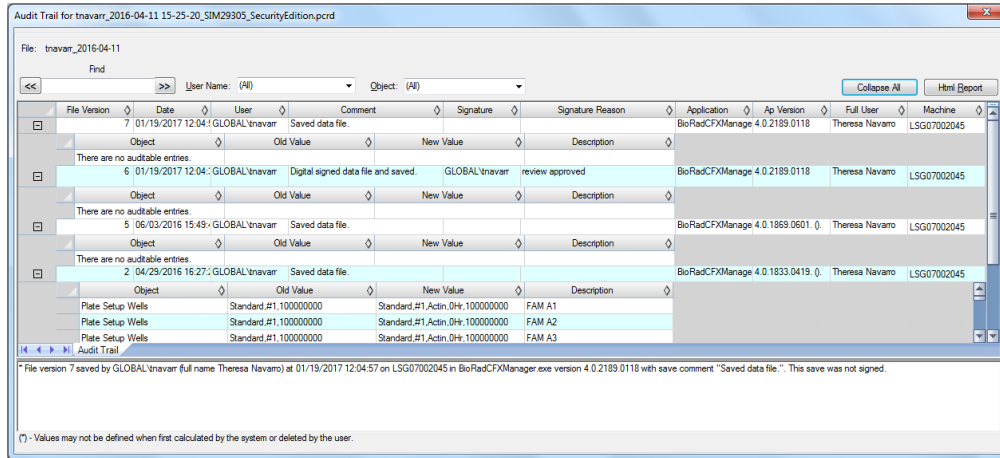 Audit Trail for tnavarr_2016-04-11 15-25-20_SIM29305_SecurityEdition.pcrd
File: tnavarr_2016-04-11
Find
<< >> User Name: (All) Object: (All) Collapse All Html Report
File Version Date User Comment Signature Signature Reason Application Ap Version Full User Machine
7 01/19/2017 12:04: GLOBAL\tnavarr Saved data file. BioRadCFXManage 4.0.2189.0118 Theresa Navarro LSG07002045
Object Old Value New Value Description
There are no auditable entries.
6 01/19/2017 12:04: GLOBAL\tnavarr Digital signed data file and saved. GLOBAL\tnavarr review approved BioRadCFXManage 4.0.2189.0118 Theresa Navarro LSG07002045
Object Old Value New Value Description
There are no auditable entries.
5 06/03/2016 15:49: GLOBAL\tnavarr Saved data file. BioRadCFXManage 4.0.1869.0601. (). Theresa Navarro LSG07002045
Object Old Value New Value Description
There are no auditable entries.
2 04/29/2016 16:27: GLOBAL\tnavarr Saved data file. BioRadCFXManage 4.0.1833.0419. (). Theresa Navarro LSG07002045
Object Old Value New Value Description
Plate Setup Wells Standard,#1,100000000 Standard,#1,Actin,0Hr,100000000 FAM A1
Plate Setup Wells Standard,#1,100000000 Standard,#1,Actin,0Hr,100000000 FAM A2
Plate Setup Wells Standard,#1,100000000 Standard,#1,Actin,0Hr,100000000 FAM A3
Audit Trail
* File version 7 saved by GLOBAL\tnavarr (full name Theresa Navarro) at 01/19/2017 12:04:57 on LSG07002045 in BioRadCFXManager.exe version 4.0.2189.0118 with save comment "Saved data file.". This save was not signed.
(*) - Values may not be defined when first calculated by the system or deleted by the user.